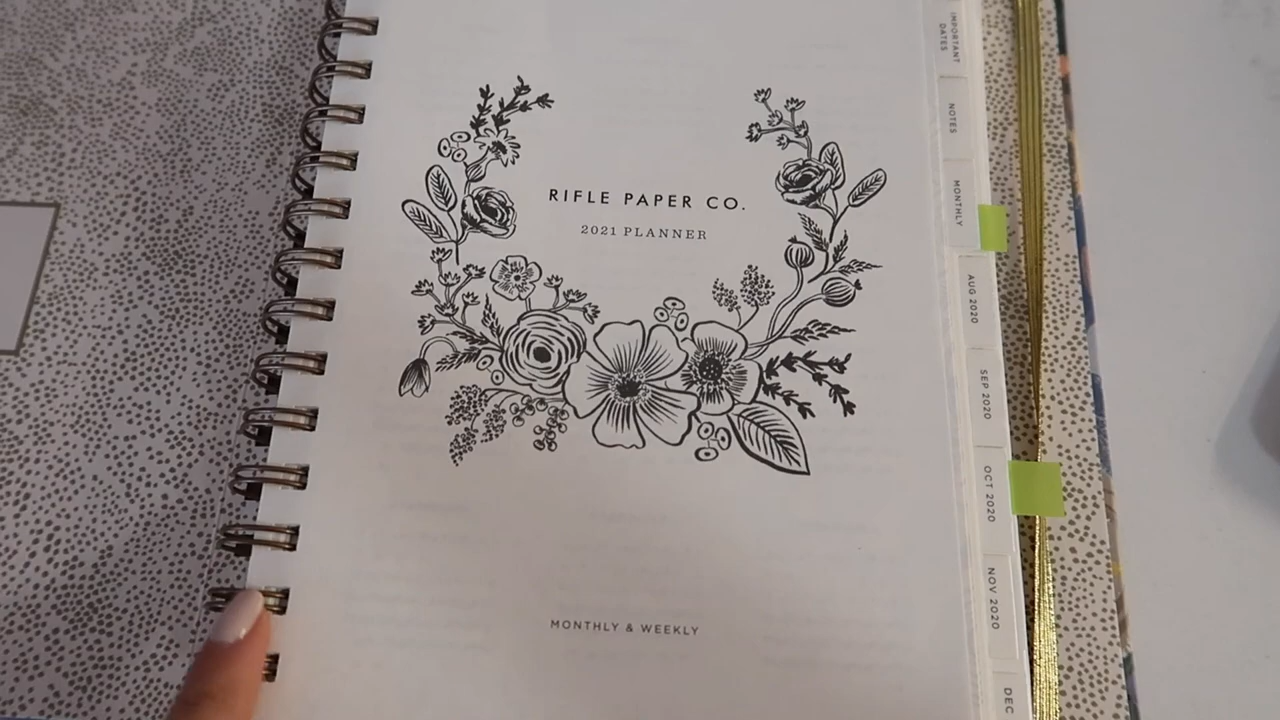 RIFLE PAPER CO.
2021 PLANNER
MONTHLY & WEEKLY
IMPORTANT
DATES
NOTES
MONTHLY
AUG 2020
SEP 2020
OCT 2020
NOV 2020
DEC